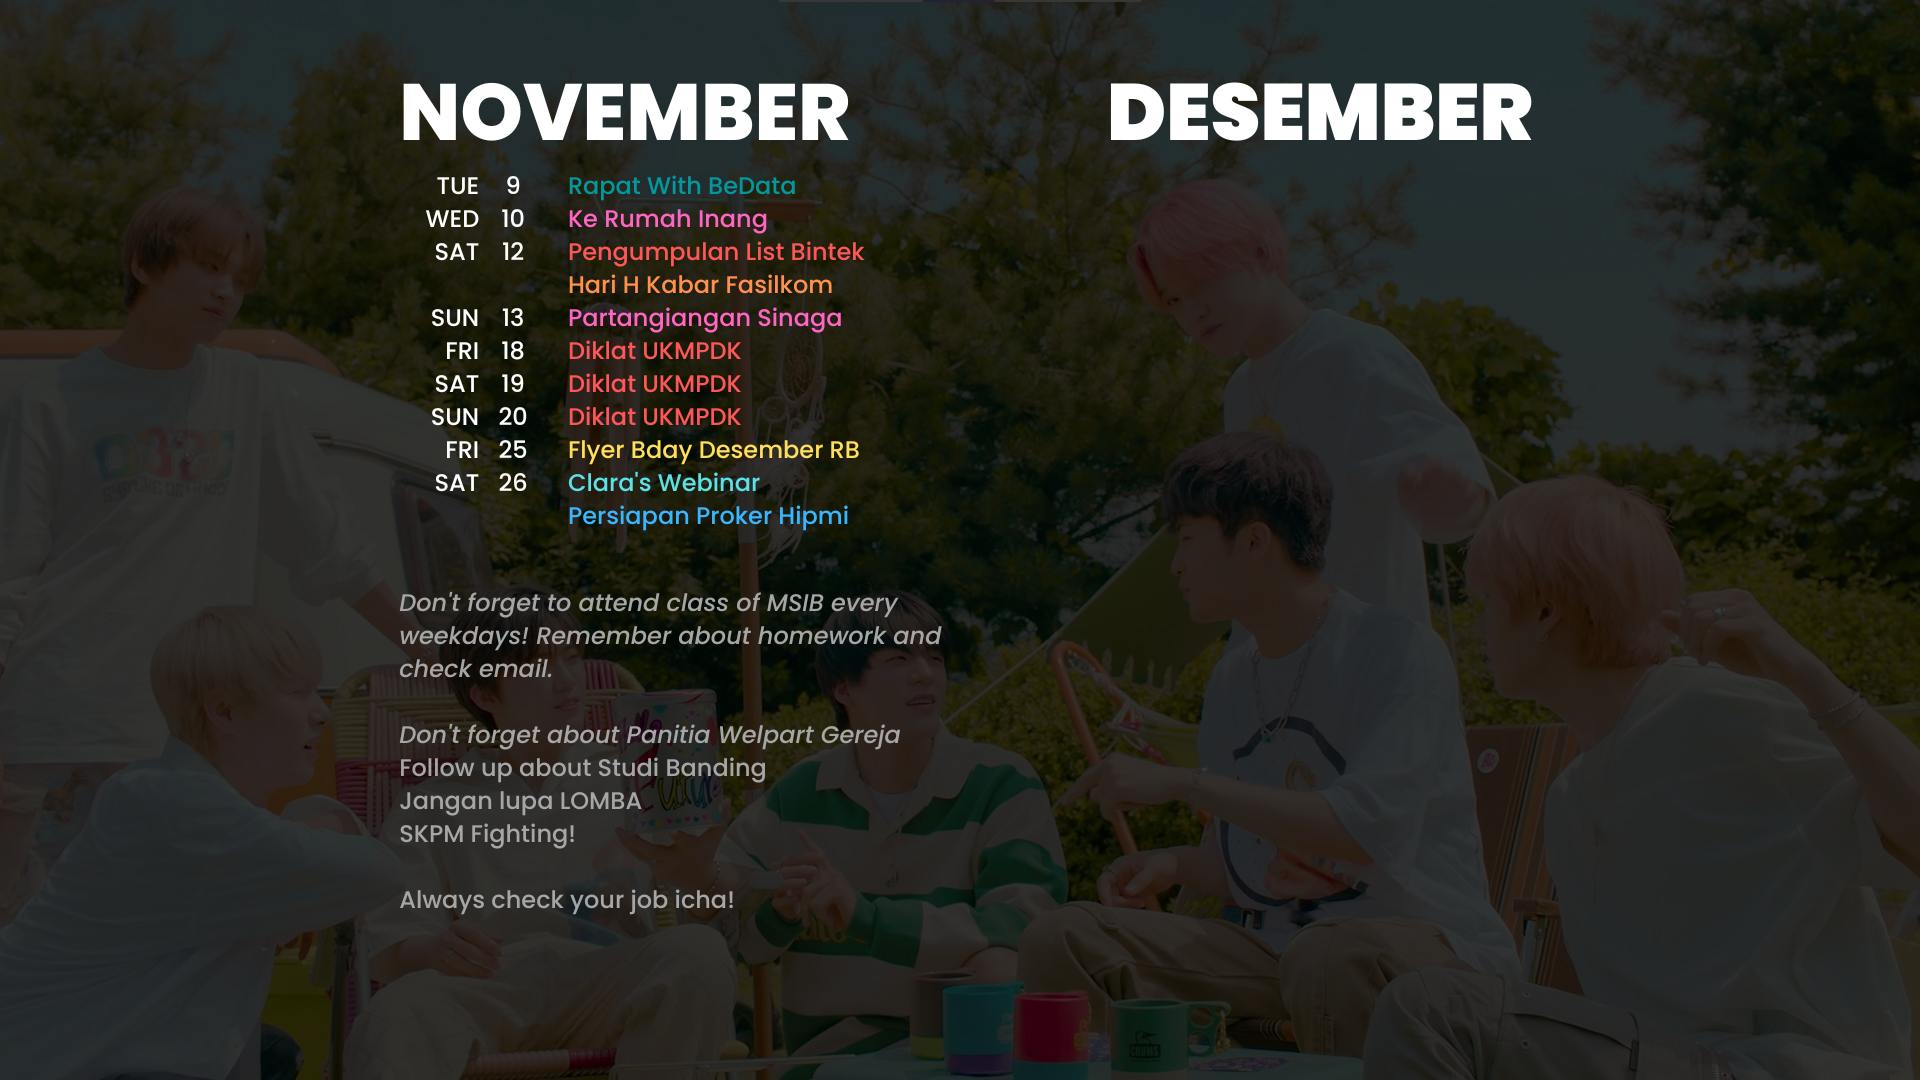 NOVEMBER
TUE 9 Rapat With BeData
WED 10 Ke Rumah Inang
SAT 12 Pengumpulan List Bintek
Hari H Kabar Fasilkom
SUN 13 Partangiangan Sinaga
FRI 18 Diklat UKMPDK
SAT 19 Diklat UKMPDK
SUN 20 Diklat UKMPDK
FRI 25 Flyer Bday Desember RB
SAT 26 Clara's Webinar
Persiapan Proker Hipmi
Don't forget to attend class of MSIB every
weekdays! Remember about homework and
check email.
Don't forget about Panitia Welpart Gereja
Follow up about Studi Banding
Jangan lupa LOMBA
SKPM Fighting!
Always check your job icha!
DESEMBER